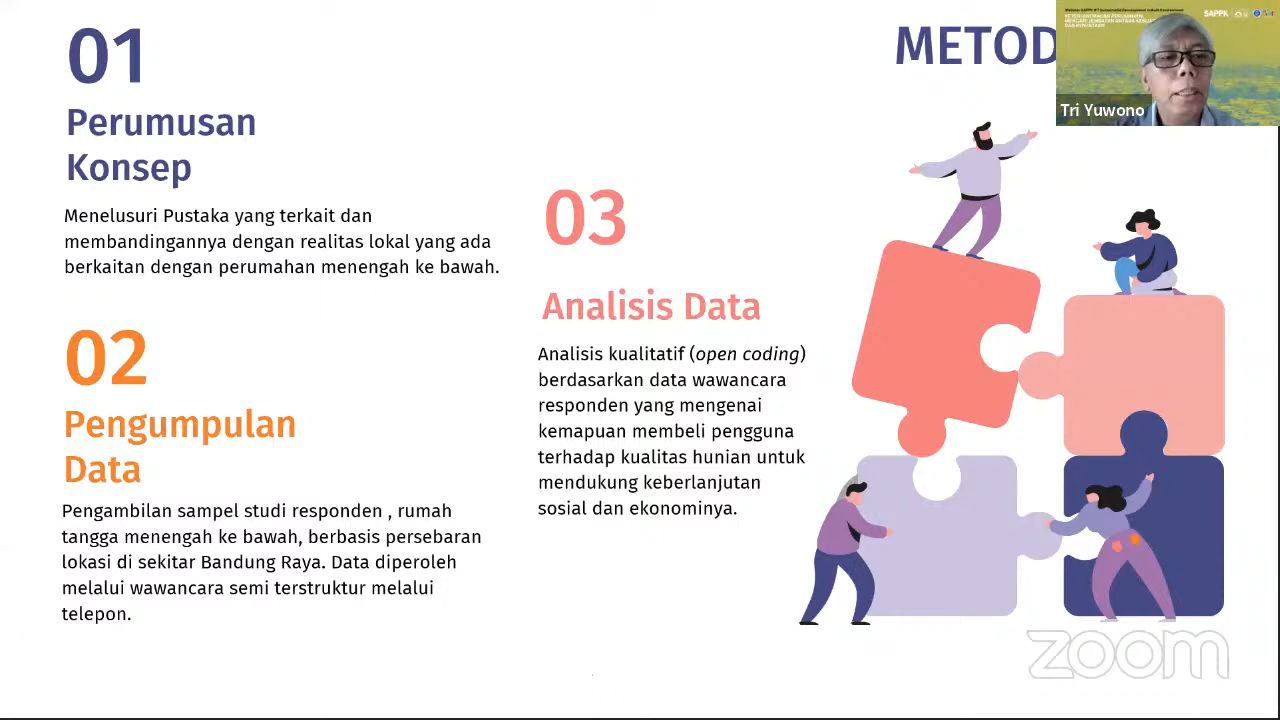 01
Perumusan
Konsep
Menelusuri Pustaka yang terkait dan
membandingannya dengan realitas lokal yang ada
berkaitan dengan perumahan menengah ke bawah.
02
Pengumpulan
Data
Pengambilan sampel studi responden , rumah
tangga menengah ke bawah, berbasis persebaran
lokasi di sekitar Bandung Raya. Data diperoleh
melalui wawancara semi terstruktur melalui
telepon.
03
Analisis Data
Analisis kualitatif (open coding)
berdasarkan data wawancara
responden yang mengenai
kemapuan membeli pengguna
terhadap kualitas hunian untuk
mendukung keberlanjutan
sosial dan ekonominya.
METOD
SAPPK
Tri Yuwono
zoom